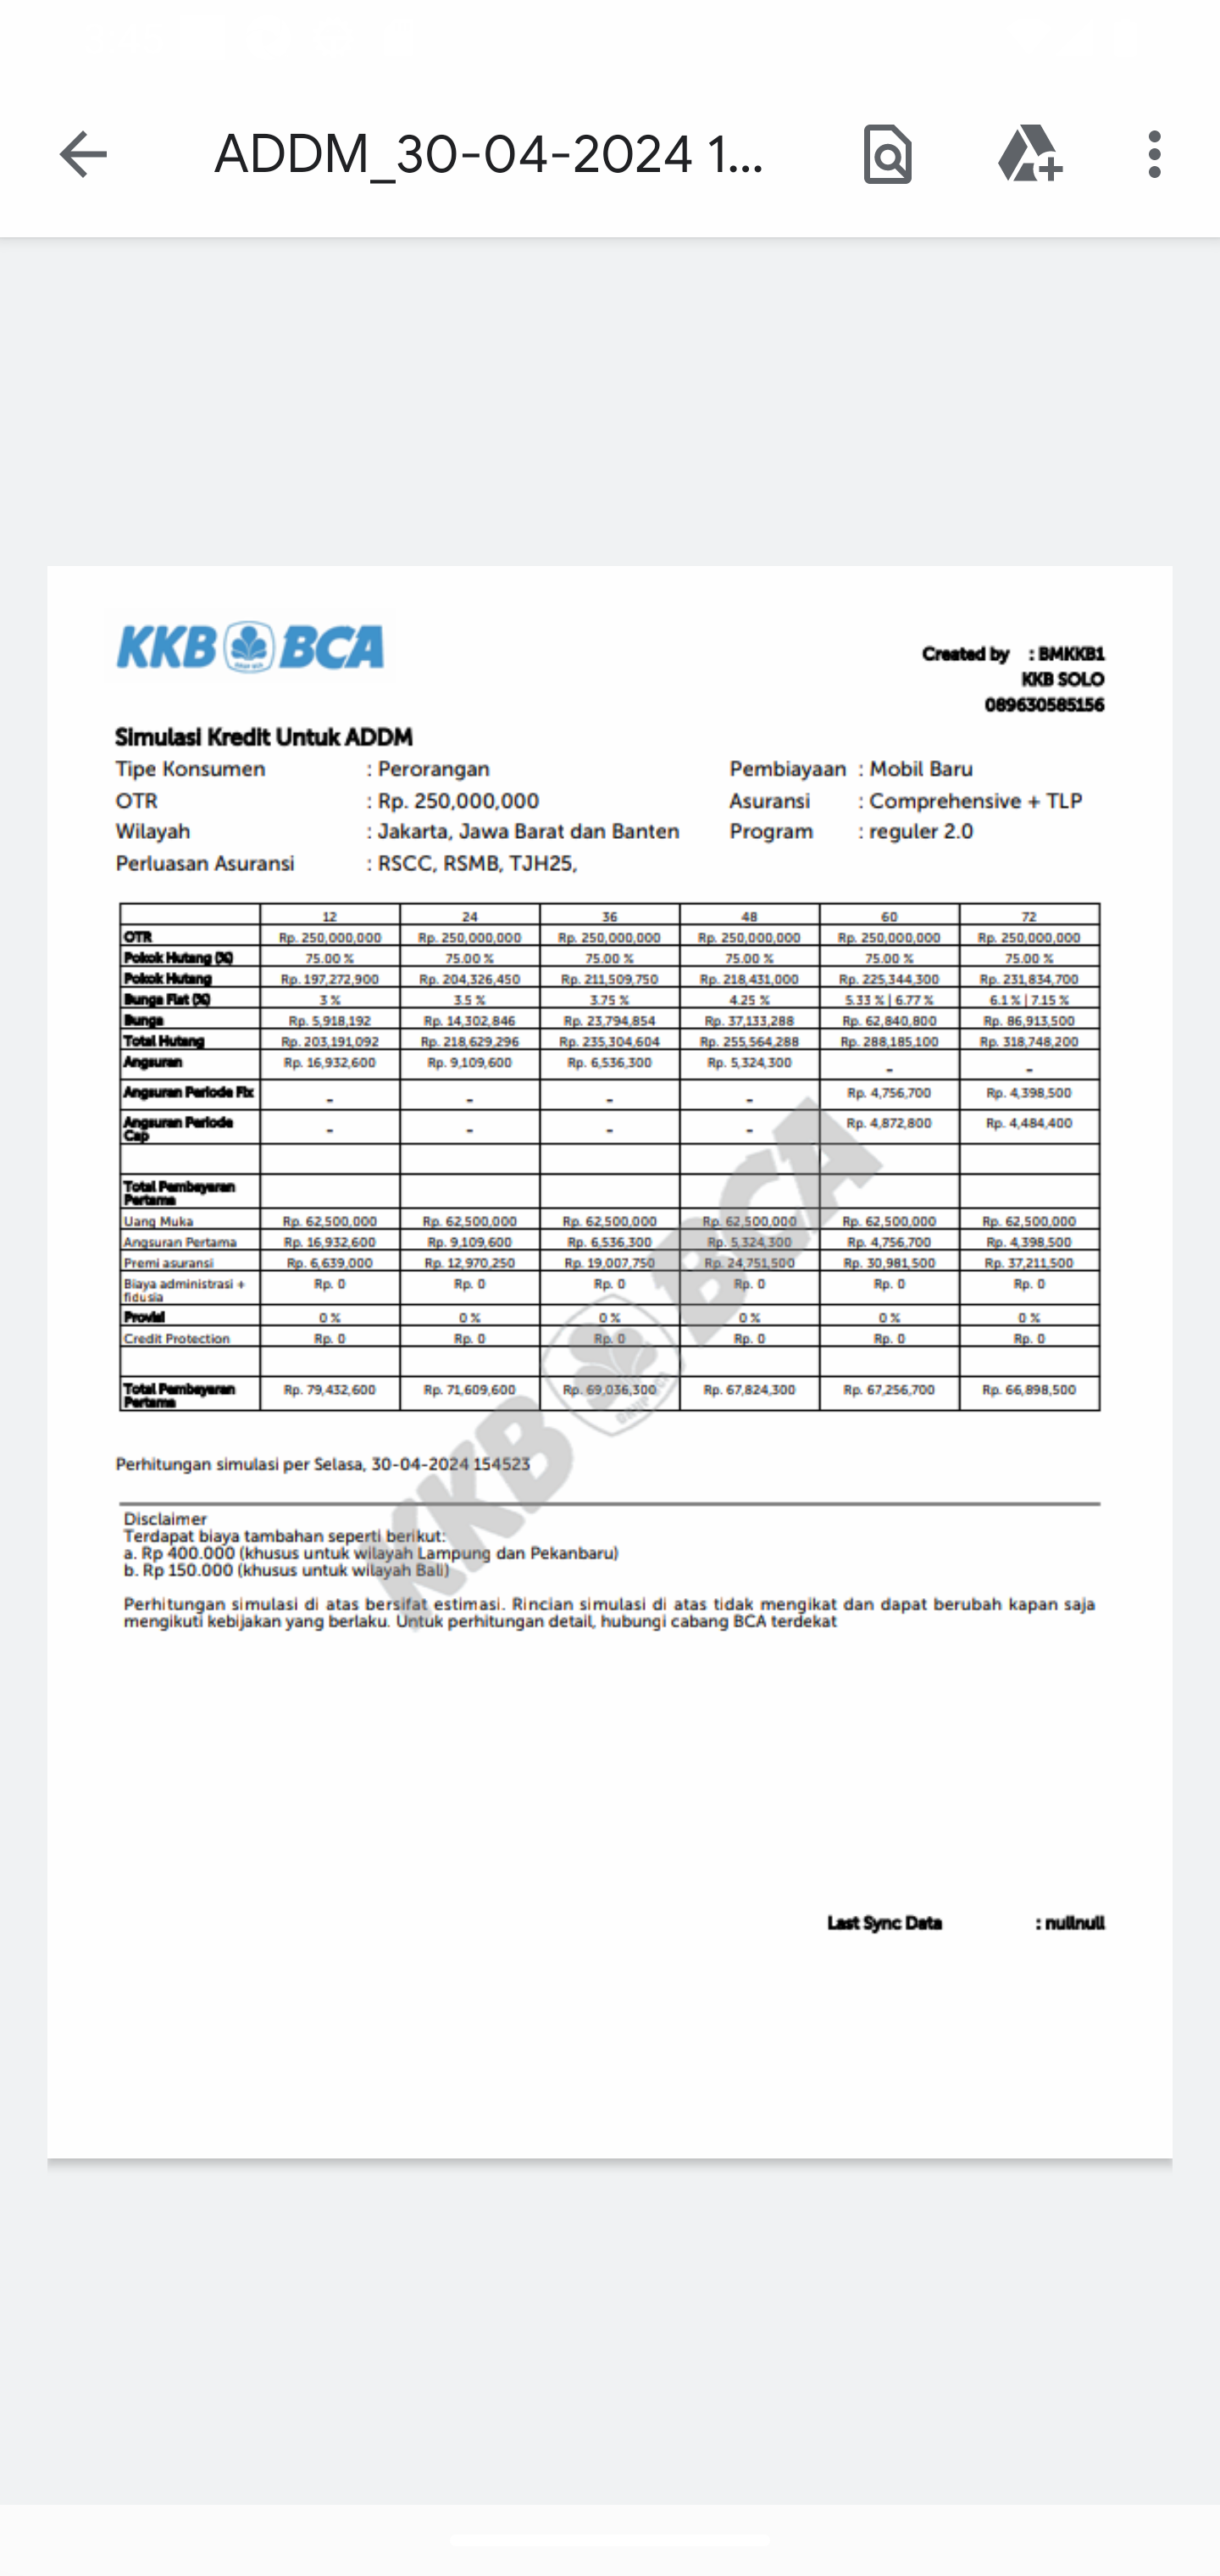 ADDM_30-04-2024 1...
KKB BCA
Created by : BMKKB1
KKB SOLO
089630585156
Simulasi Kredit Untuk ADDM
Tipe Konsumen : Perorangan Pembiayaan : Mobil Baru
OTR : Rp. 250,000,000 Asuransi : Comprehensive + TLP
Wilayah : Jakarta, Jawa Barat dan Banten Program : reguler 2.0
Perluasan Asuransi : RSCC, RSMB, TJH25,
12 24 36 48 60 72
OTR Rp. 250,000,000 Rp. 250,000,000 Rp. 250,000,000 Rp. 250,000,000 Rp. 250,000,000 Rp. 250,000,000
Pokok Hutang (%) 75.00 % 75.00 % 75.00 % 75.00 % 75.00 % 75.00 %
Pokok Hutang Rp. 197,272,900 Rp. 204,326,450 Rp. 211,509,750 Rp. 218,431,000 Rp. 225,344,300 Rp. 231,834,700
Bunga Flat (%) 3 % 3.5 % 3.75 % 4.25 % 5.33 % | 6.77 % 6.1 % | 7.15 %
Bunga Rp. 5,918,192 Rp. 14,302,846 Rp. 23,794,854 Rp. 37,133,288 Rp. 62,840,800 Rp. 86,913,500
Total Hutang Rp. 203,191,092 Rp. 218,629,296 Rp. 235,304,604 Rp. 255,564,288 Rp. 288,185,100 Rp. 318,748,200
Angsuran Rp. 16,932,600 Rp. 9,109,600 Rp. 6,536,300 Rp. 5,324,300 - -
Angsuran Periode Fix - - - - Rp. 4,756,700 Rp. 4,398,500
Angsuran Periode Cap - - - - Rp. 4,872,800 Rp. 4,484,400
Total Pembayaran Pertama
Uang Muka Rp. 62,500,000 Rp. 62,500,000 Rp. 62,500,000 Rp. 62,500,000 Rp. 62,500,000 Rp. 62,500,000
Angsuran Pertama Rp. 16,932,600 Rp. 9,109,600 Rp. 6,536,300 Rp. 5,324,300 Rp. 4,756,700 Rp. 4,398,500
Premi asuransi Rp. 6,639,000 Rp. 12,970,250 Rp. 19,007,750 Rp. 24,751,500 Rp. 30,981,500 Rp. 37,211,500
Biaya administrasi + fidusia Rp. 0 Rp. 0 Rp. 0 Rp. 0 Rp. 0 Rp. 0
Provisi 0 % 0 % 0 % 0 % 0 % 0 %
Credit Protection Rp. 0 Rp. 0 Rp. 0 Rp. 0 Rp. 0 Rp. 0
Total Pembayaran Pertama Rp. 79,432,600 Rp. 71,609,600 Rp. 69,036,300 Rp. 67,824,300 Rp. 67,256,700 Rp. 66,898,500
KKB BCA
Perhitungan simulasi per Selasa, 30-04-2024 154523
Disclaimer
Terdapat biaya tambahan seperti berikut:
a. Rp 400.000 (khusus untuk wilayah Lampung dan Pekanbaru)
b. Rp 150.000 (khusus untuk wilayah Bali)
Perhitungan simulasi di atas bersifat estimasi. Rincian simulasi di atas tidak mengikat dan dapat berubah kapan saja
mengikuti kebijakan yang berlaku. Untuk perhitungan detail, hubungi cabang BCA terdekat
Last Sync Data : nullnull